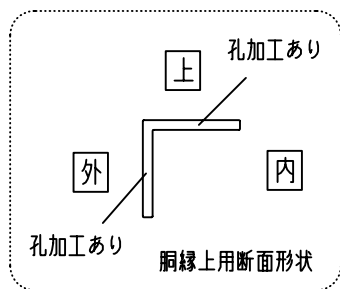 上
孔加工あり
外
内
孔加工あり
胴縁上用断面形状